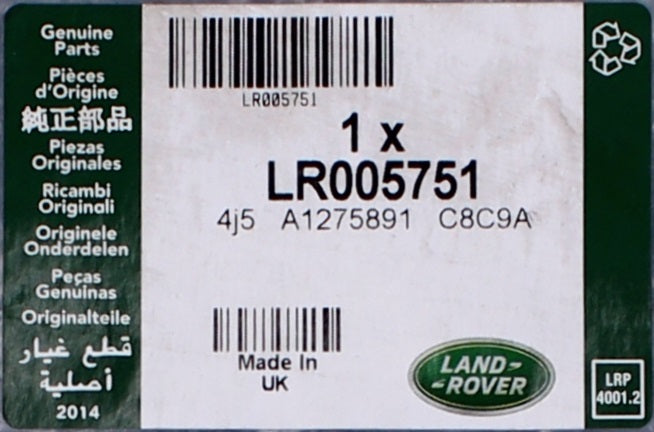 Genuine
Parts
Pièces
d'Origine
純正部品
Piezas
Originales
Ricambi
Originali
Originele
Onderdelen
Peças
Genuinas
Originalteile
قطع غيار
أصلية
2014
LR005751
1 x
LR005751
4j5 A1275891 C8C9A
Made In
UK
LAND-
-ROVER
LRP
4001.2